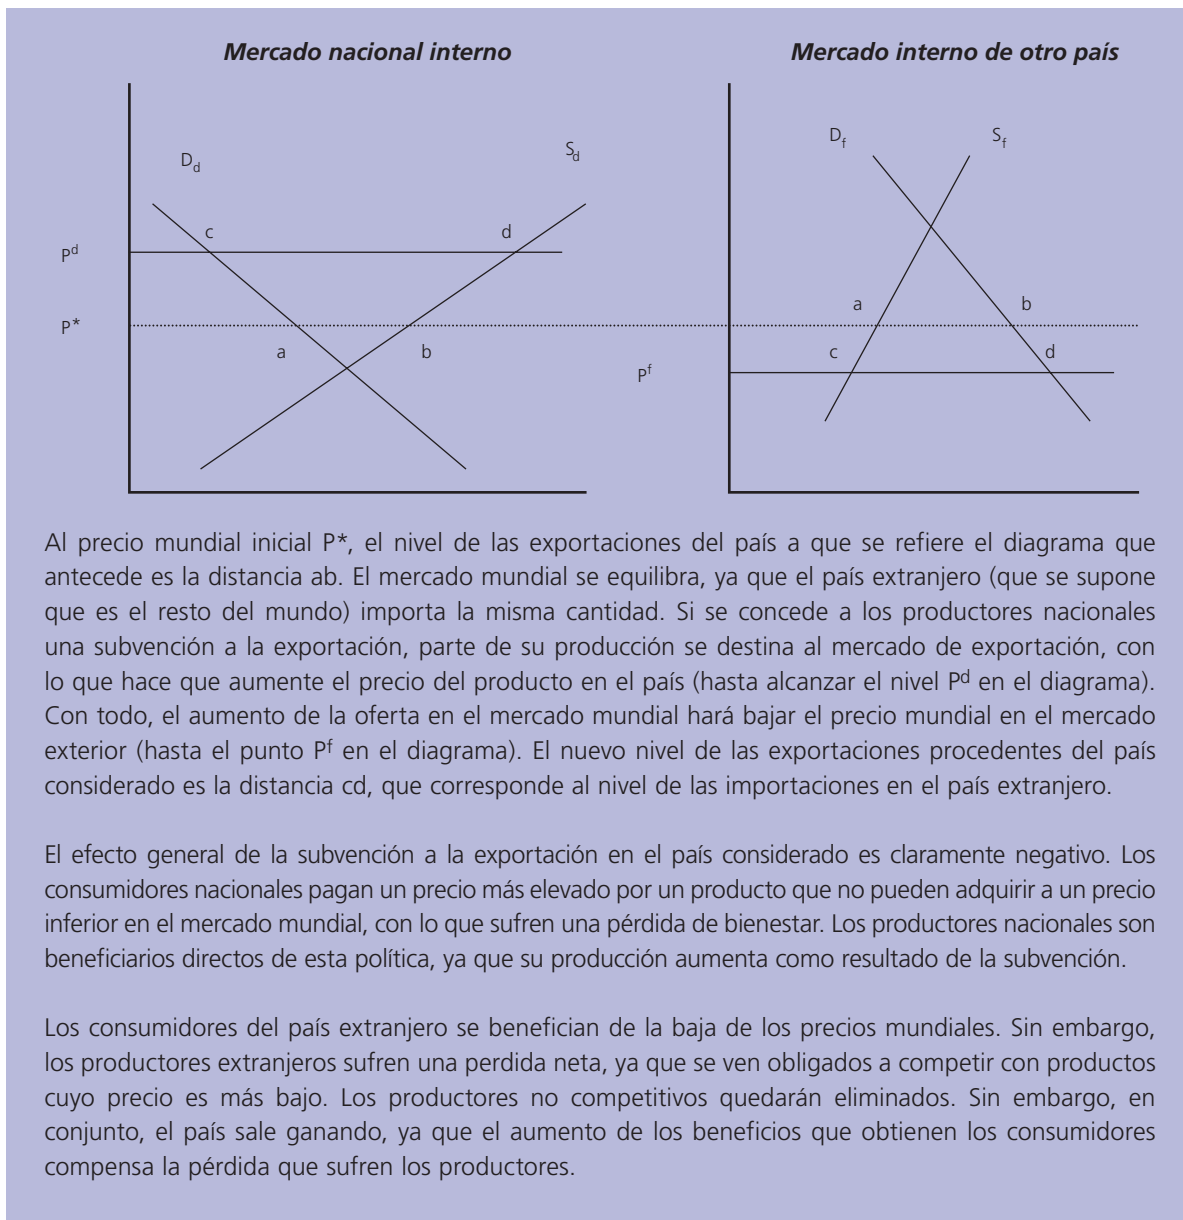 Mercado nacional interno
Mercado interno de otro país
D_d
S_d
D_f
S_f
c
d
P^d
a
b
P*
c
d
a
b
P^f
Al precio mundial inicial P*, el nivel de las exportaciones del país a que se refiere el diagrama que
antecede es la distancia ab. El mercado mundial se equilibra, ya que el país extranjero (que se supone
que es el resto del mundo) importa la misma cantidad. Si se concede a los productores nacionales
una subvención a la exportación, parte de su producción se destina al mercado de exportación, con
lo que hace que aumente el precio del producto en el país (hasta alcanzar el nivel P^d en el diagrama).
Con todo, el aumento de la oferta en el mercado mundial hará bajar el precio mundial en el mercado
exterior (hasta el punto P^f en el diagrama). El nuevo nivel de las exportaciones procedentes del país
considerado es la distancia cd, que corresponde al nivel de las importaciones en el país extranjero.
El efecto general de la subvención a la exportación en el país considerado es claramente negativo. Los
consumidores nacionales pagan un precio más elevado por un producto que no pueden adquirir a un precio
inferior en el mercado mundial, con lo que sufren una pérdida de bienestar. Los productores nacionales son
beneficiarios directos de esta política, ya que su producción aumenta como resultado de la subvención.
Los consumidores del país extranjero se benefician de la baja de los precios mundiales. Sin embargo,
los productores extranjeros sufren una perdida neta, ya que se ven obligados a competir con productos
cuyo precio es más bajo. Los productores no competitivos quedarán eliminados. Sin embargo, en
conjunto, el país sale ganando, ya que el aumento de los beneficios que obtienen los consumidores
compensa la pérdida que sufren los productores.